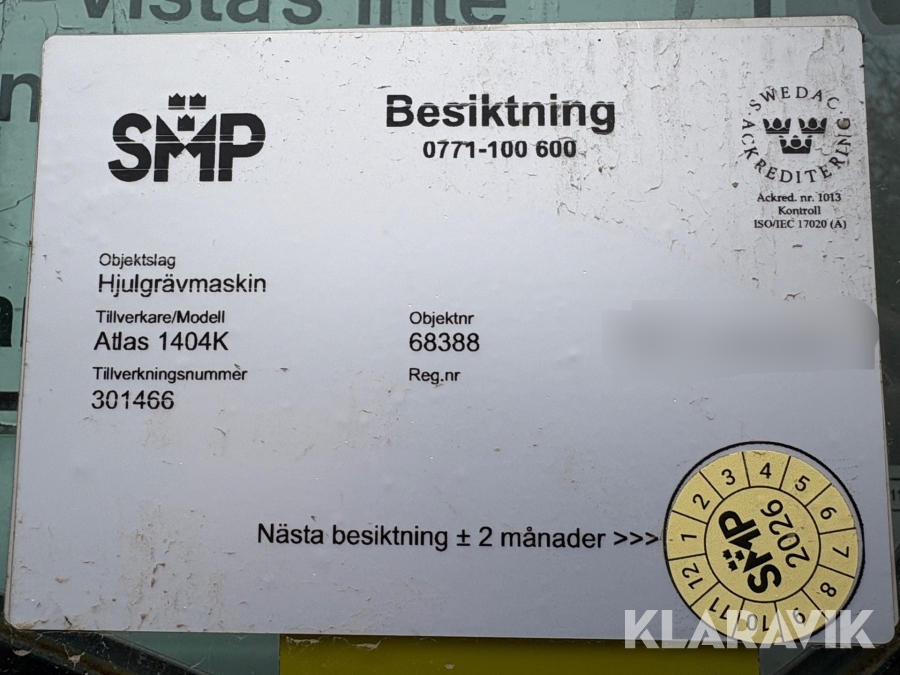 vistas inte
SMP
Besiktning
0771-100 600
SWEDAC
ACKREDITERING
Ackred. nr. 1013
Kontroll
ISO/IEC 17020 (A)
Objektslag
Hjulgrävmaskin
Tillverkare/Modell
Atlas 1404K
Objektnr
68388
Tillverkningsnummer
301466
Reg.nr
Nästa besiktning ± 2 månader >>>
1 2 3 4 5 6 7 8 9 10 11 12
SMP
2026
KLARAVIK